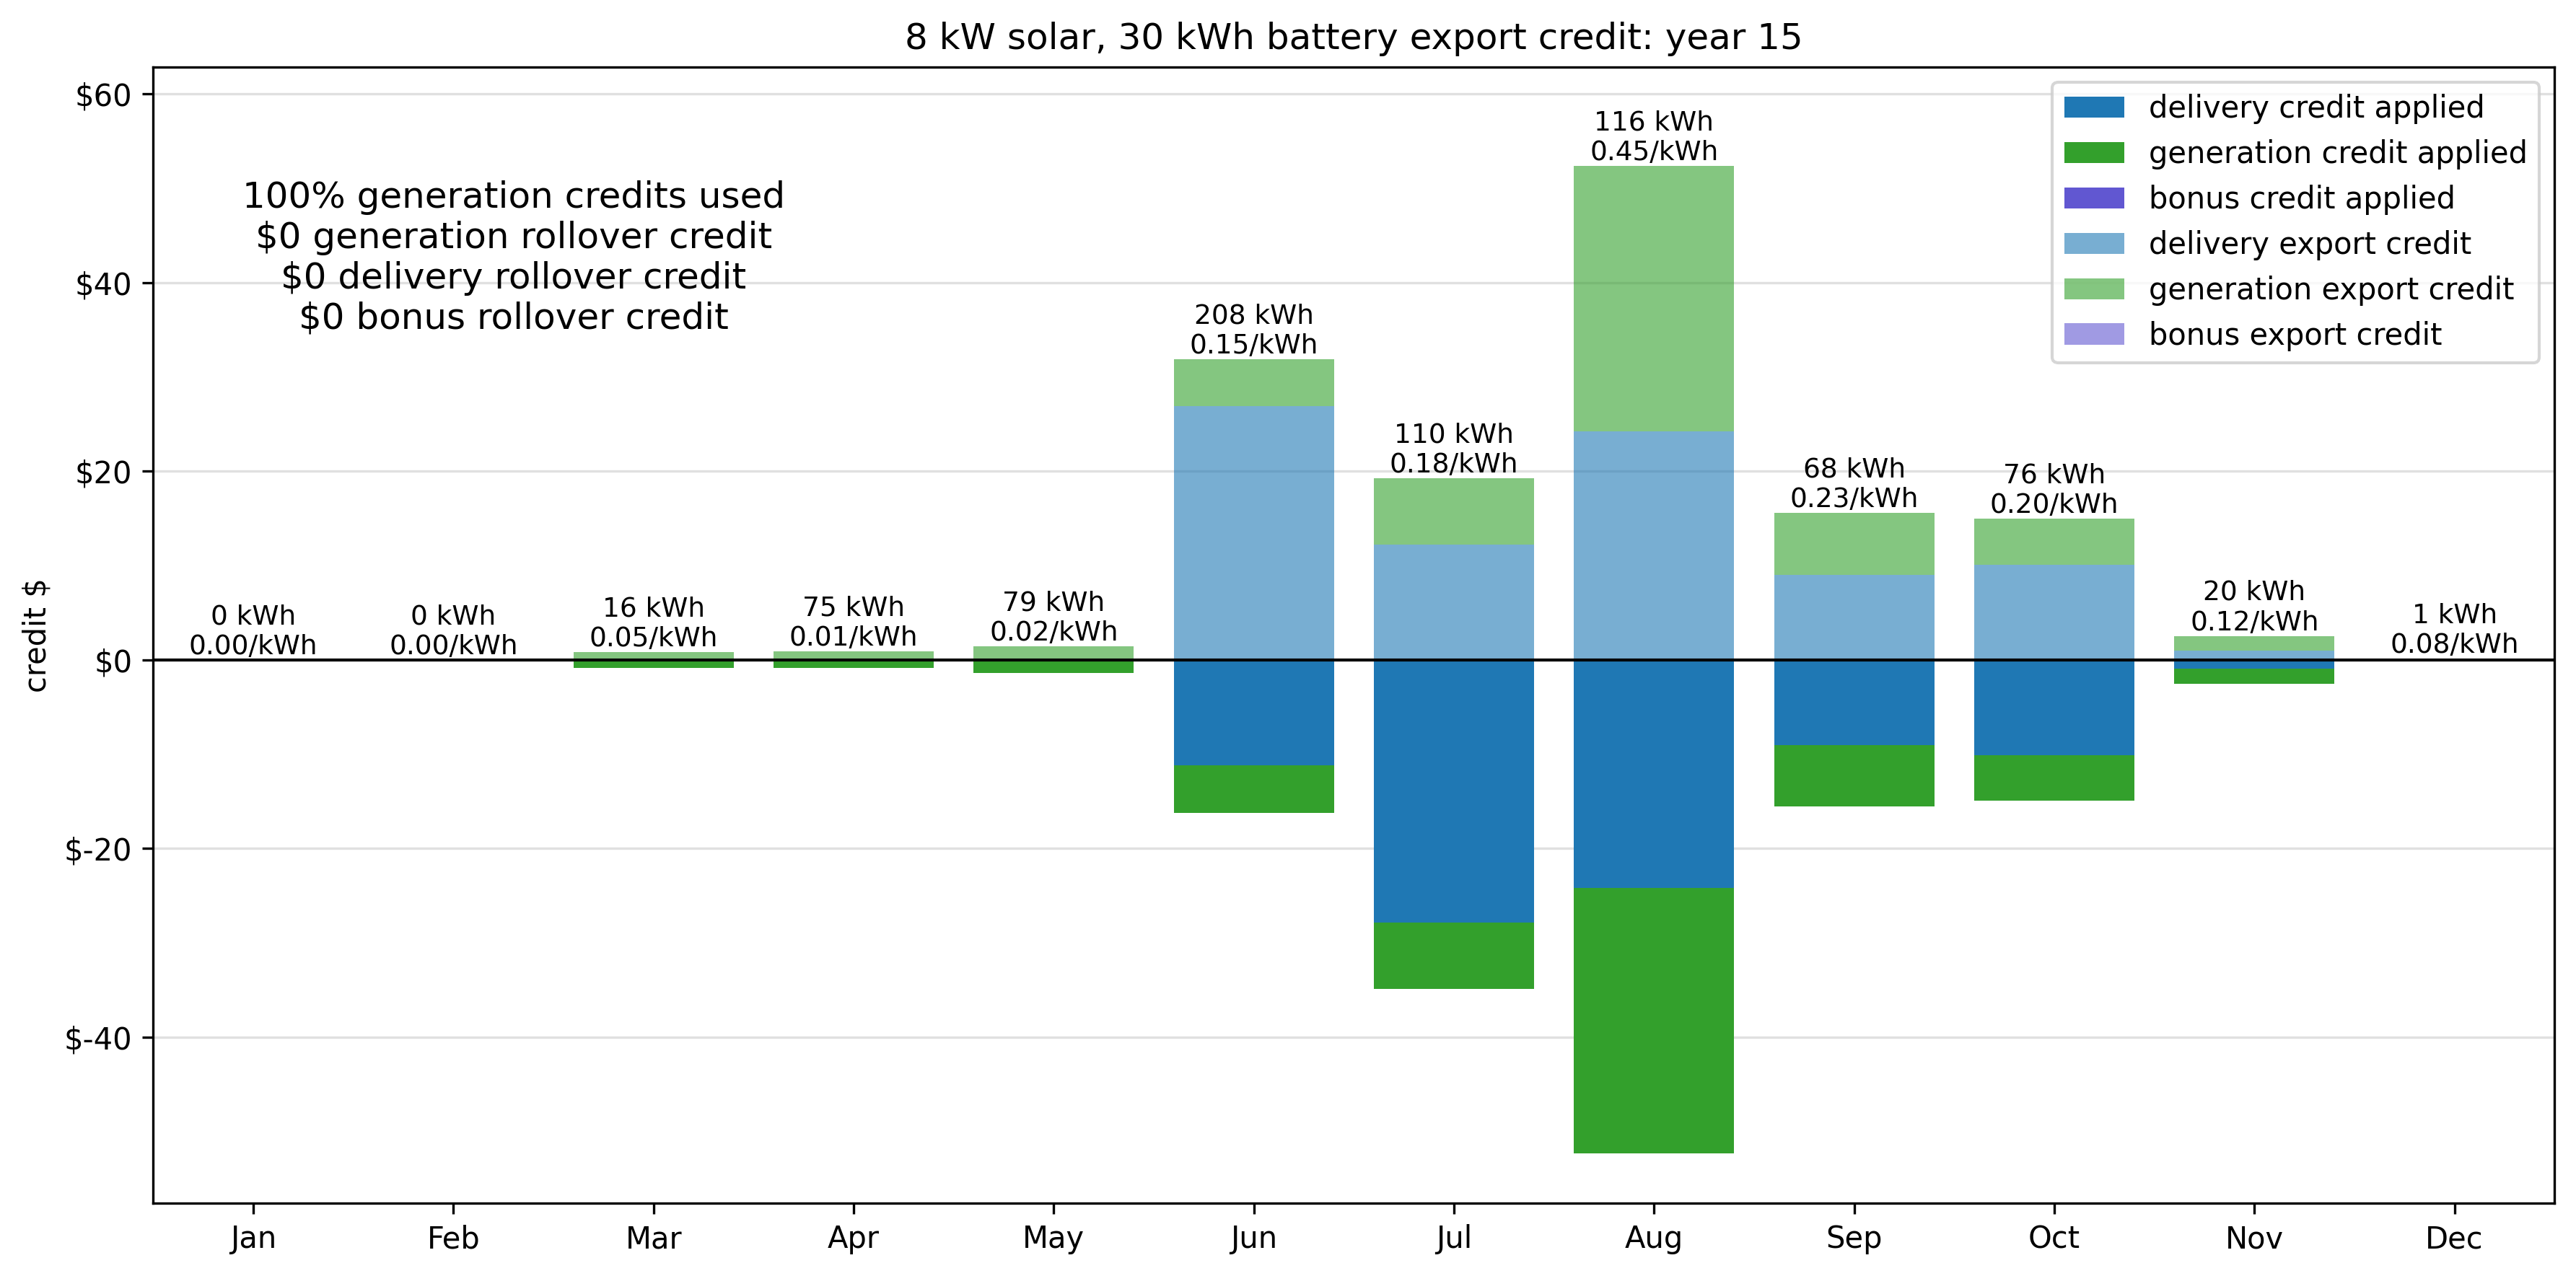 8 kW solar, 30 kWh battery export credit: year 15
credit $
$60
$40
$20
$0
$-20
$-40
100% generation credits used
$0 generation rollover credit
$0 delivery rollover credit
$0 bonus rollover credit
delivery credit applied
generation credit applied
bonus credit applied
delivery export credit
generation export credit
bonus export credit
0 kWh
0.00/kWh
0 kWh
0.00/kWh
16 kWh
0.05/kWh
75 kWh
0.01/kWh
79 kWh
0.02/kWh
208 kWh
0.15/kWh
110 kWh
0.18/kWh
116 kWh
0.45/kWh
68 kWh
0.23/kWh
76 kWh
0.20/kWh
20 kWh
0.12/kWh
1 kWh
0.08/kWh
Jan Feb Mar Apr May Jun Jul Aug Sep Oct Nov Dec